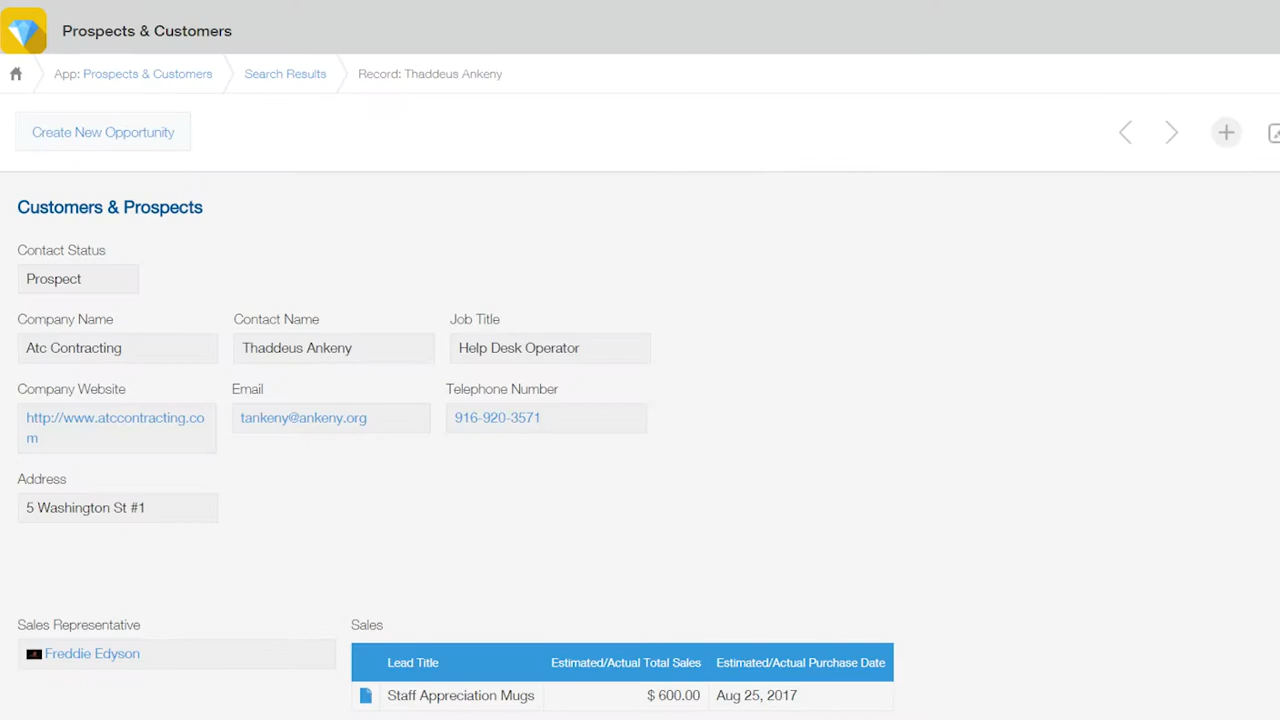 Prospects & Customers
App: Prospects & Customers Search Results Record: Thaddeus Ankeny
Create New Opportunity
Customers & Prospects
Contact Status
Prospect
Company Name Contact Name Job Title
Atc Contracting Thaddeus Ankeny Help Desk Operator
Company Website Email Telephone Number
http://www.atccontracting.co tankeny@ankeny.org 916-920-3571
m
Address
5 Washington St #1
Sales Representative Sales
Freddie Edyson
Lead Title Estimated/Actual Total Sales Estimated/Actual Purchase Date
Staff Appreciation Mugs $ 600.00 Aug 25, 2017